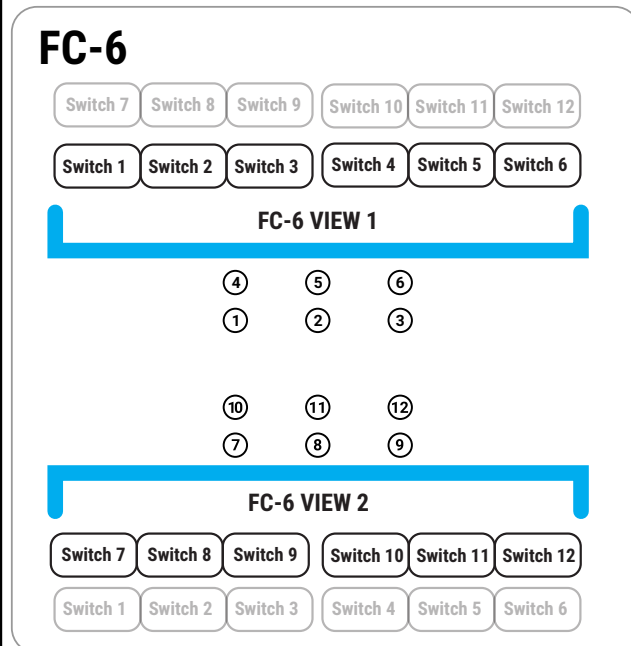 FC-6
Switch 7 Switch 8 Switch 9 Switch 10 Switch 11 Switch 12
Switch 1 Switch 2 Switch 3 Switch 4 Switch 5 Switch 6
FC-6 VIEW 1
4 5 6
1 2 3
10 11 12
7 8 9
FC-6 VIEW 2
Switch 7 Switch 8 Switch 9 Switch 10 Switch 11 Switch 12
Switch 1 Switch 2 Switch 3 Switch 4 Switch 5 Switch 6